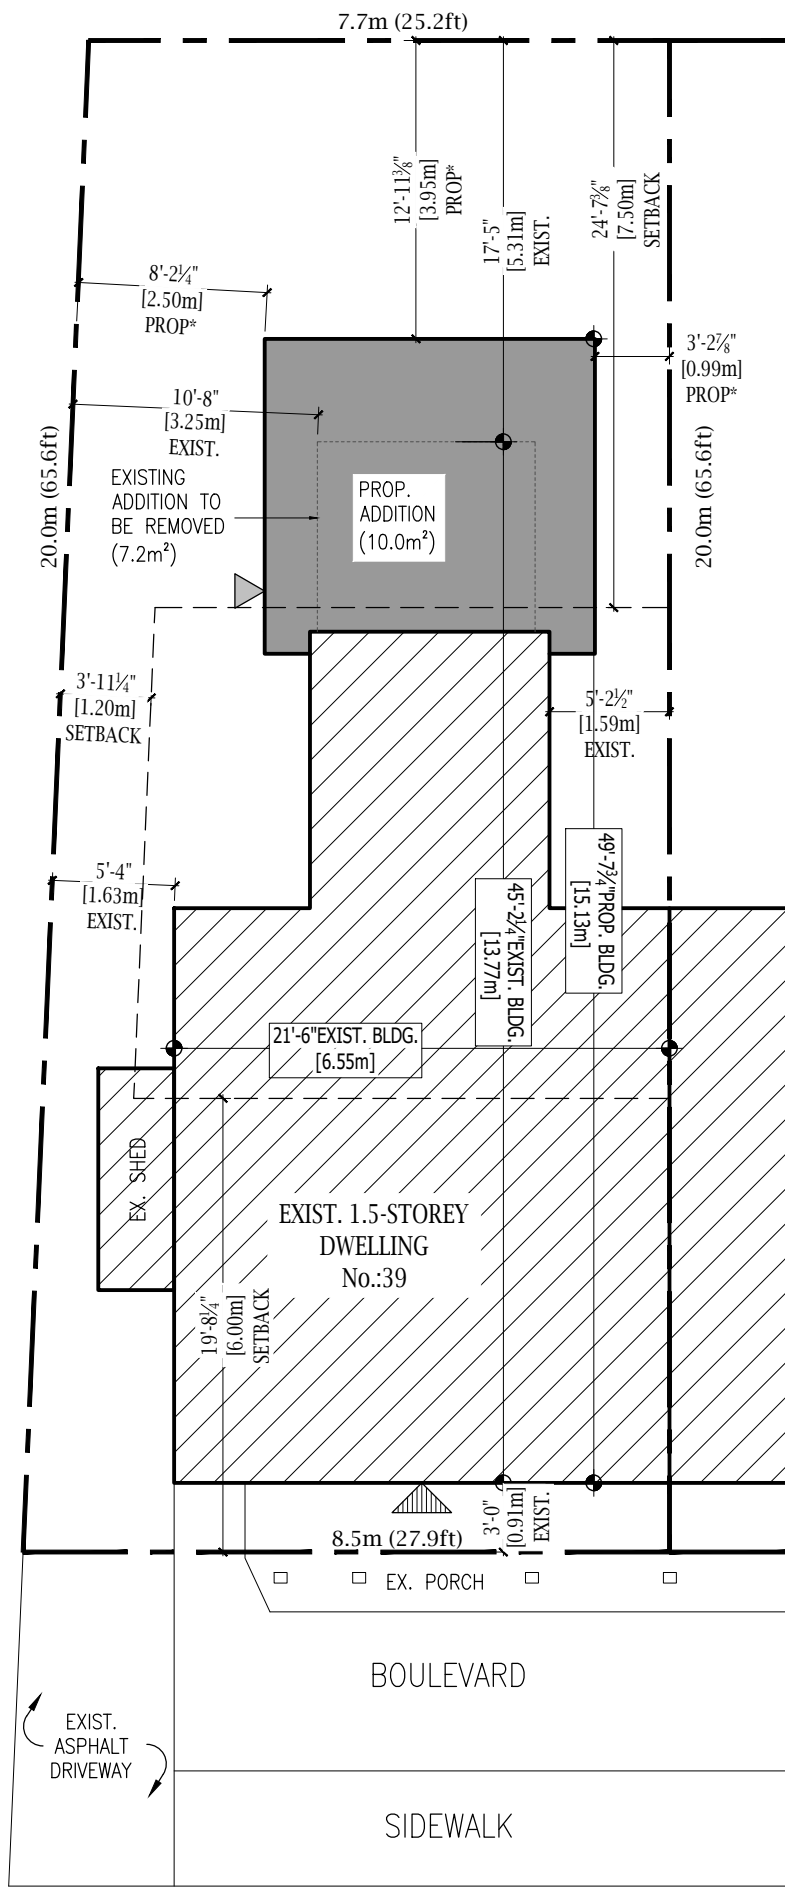 7.7m (25.2ft)
12'-11⅜"
[3.95m]
PROP*
17'-5"
[5.31m]
EXIST.
24'-7⅞"
[7.50m]
SETBACK
8'-2¼"
[2.50m]
PROP*
3'-2⅞"
[0.99m]
PROP*
10'-8"
[3.25m]
EXIST.
20.0m (65.6ft)
20.0m (65.6ft)
EXISTING
ADDITION TO
BE REMOVED
(7.2m²)
PROP.
ADDITION
(10.0m²)
3'-11¼"
[1.20m]
SETBACK
5'-2½"
[1.59m]
EXIST.
5'-4"
[1.63m]
EXIST.
45'-2¼"EXIST. BLDG.
[13.77m]
49'-7¾"PROP. BLDG.
[15.13m]
21'-6"EXIST. BLDG.
[6.55m]
EX. SHED
EXIST. 1.5-STOREY
DWELLING
No.:39
19'-8¼"
[6.00m]
SETBACK
3'-0"
[0.91m]
EXIST.
8.5m (27.9ft)
EX. PORCH
BOULEVARD
EXIST.
ASPHALT
DRIVEWAY
SIDEWALK